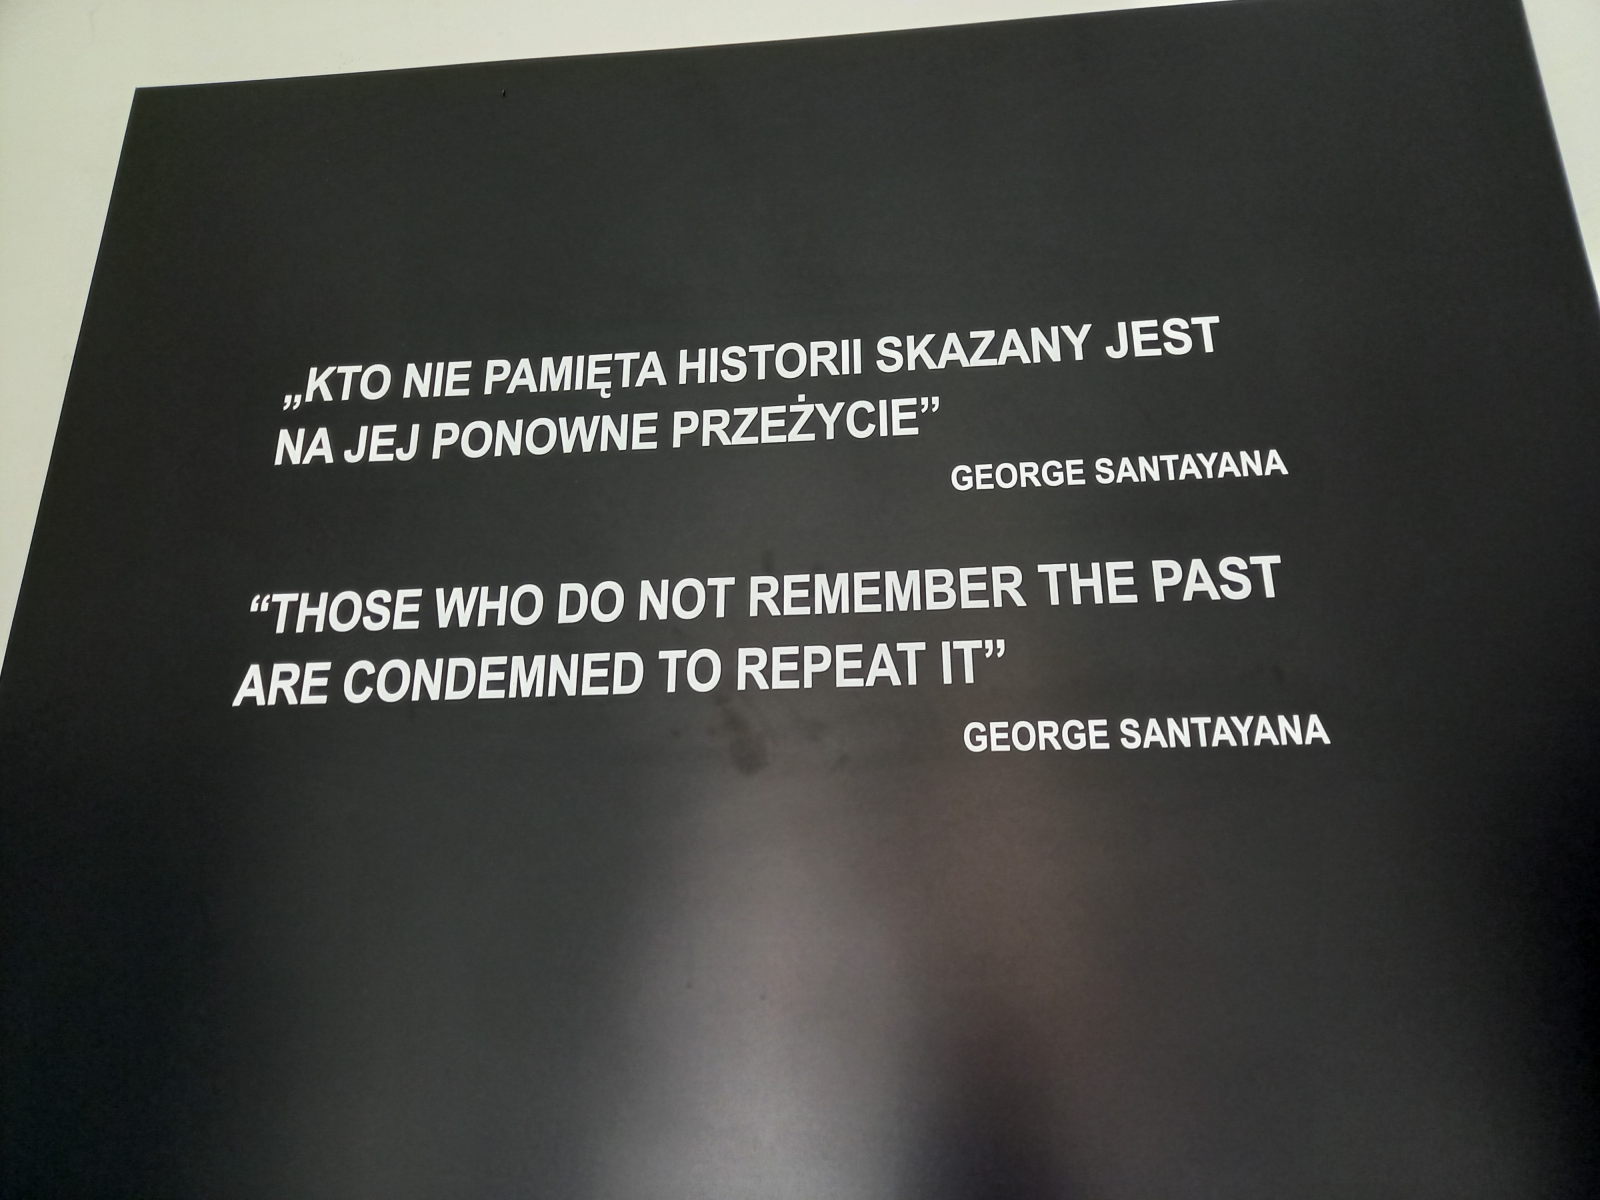 „KTO NIE PAMIĘTA HISTORII SKAZANY JEST
NA JEJ PONOWNE PRZEŻYCIE”
GEORGE SANTAYANA
“THOSE WHO DO NOT REMEMBER THE PAST
ARE CONDEMNED TO REPEAT IT”
GEORGE SANTAYANA